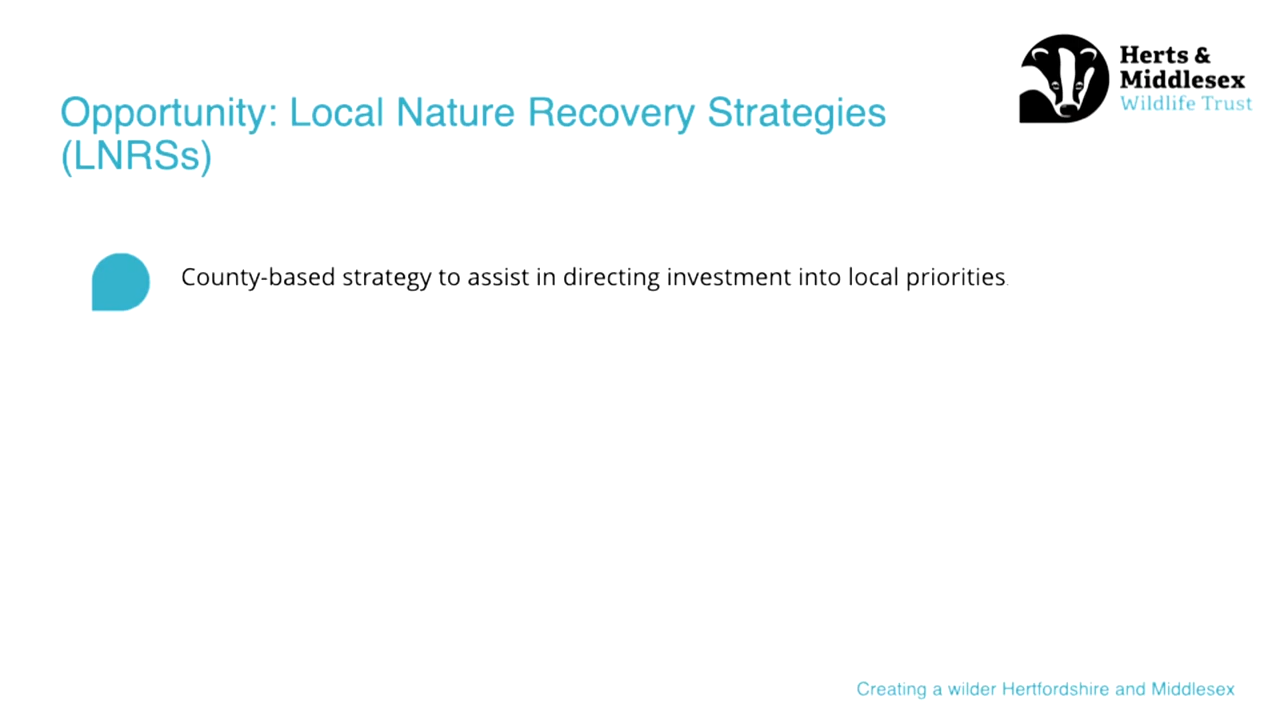 Herts &
Middlesex
Wildlife Trust
Opportunity: Local Nature Recovery Strategies
(LNRSs)
County-based strategy to assist in directing investment into local priorities.
Creating a wilder Hertfordshire and Middlesex